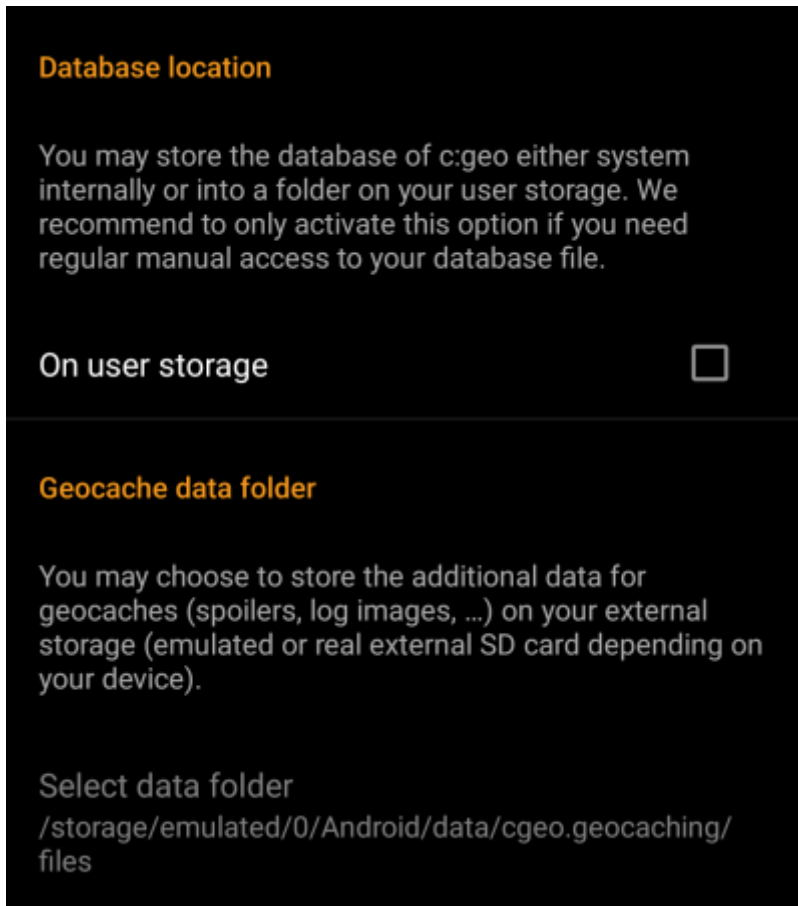 Database location
You may store the database of c:geo either system
internally or into a folder on your user storage. We
recommend to only activate this option if you need
regular manual access to your database file.
On user storage
Geocache data folder
You may choose to store the additional data for
geocaches (spoilers, log images, …) on your external
storage (emulated or real external SD card depending on
your device).
Select data folder
/storage/emulated/0/Android/data/cgeo.geocaching/
files